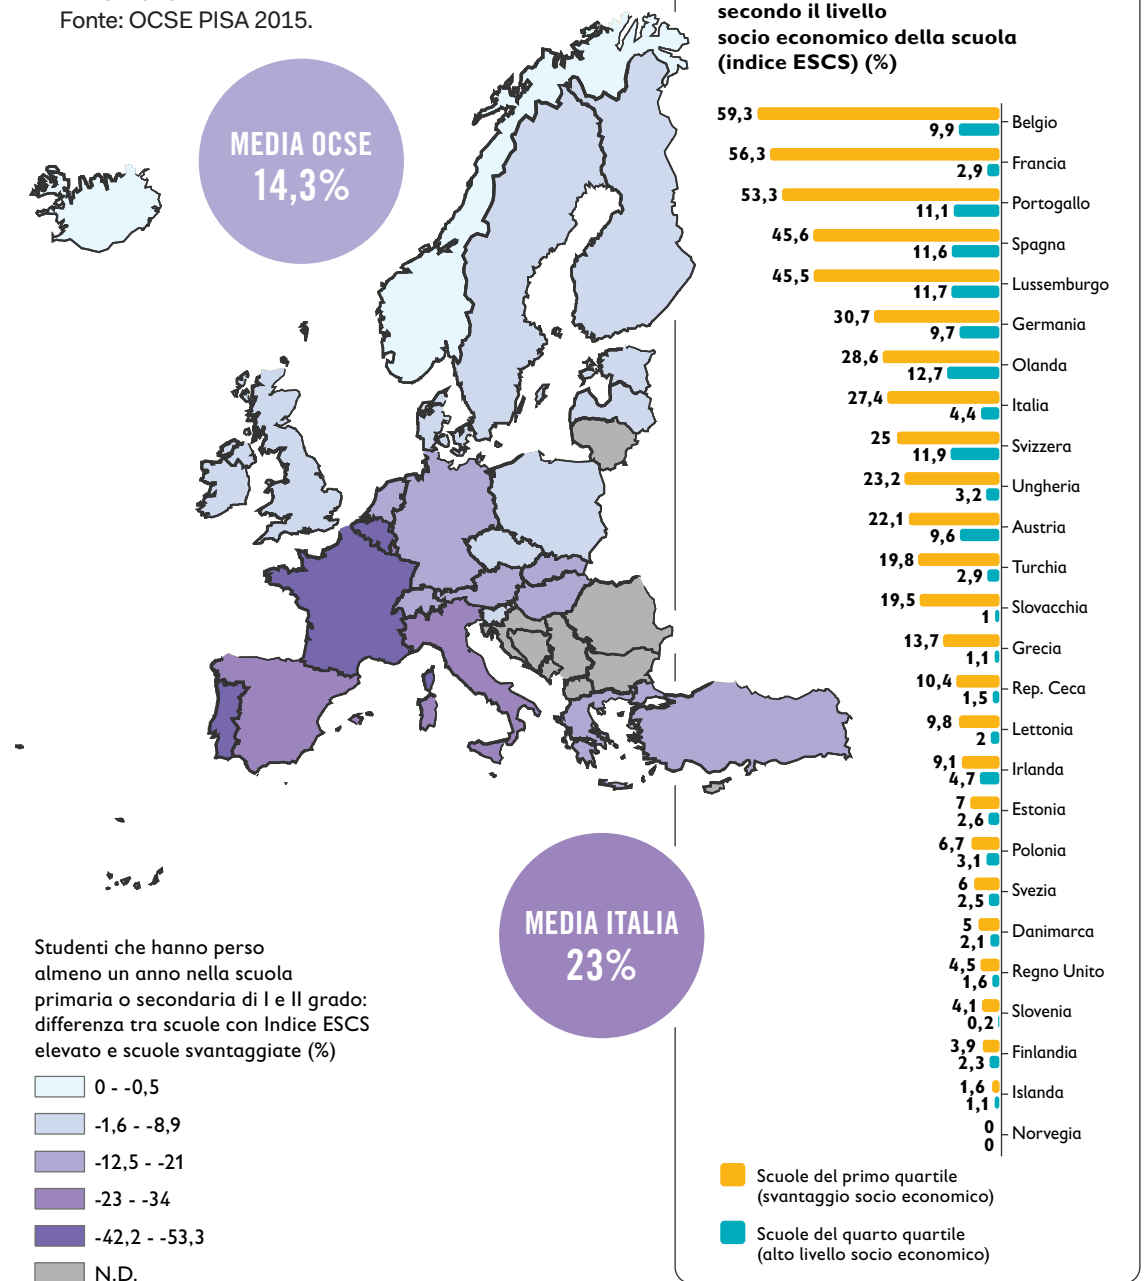 Fonte: OCSE PISA 2015.
MEDIA OCSE
14,3%
MEDIA ITALIA
23%
Studenti che hanno perso
almeno un anno nella scuola
primaria o secondaria di I e II grado:
differenza tra scuole con Indice ESCS
elevato e scuole svantaggiate (%)
0 - -0,5
-1,6 - -8,9
-12,5 - -21
-23 - -34
-42,2 - -53,3
N.D.
secondo il livello
socio economico della scuola
(indice ESCS) (%)
59,3
9,9
Belgio
56,3
2,9
Francia
53,3
11,1
Portogallo
45,6
11,6
Spagna
45,5
11,7
Lussemburgo
30,7
9,7
Germania
28,6
12,7
Olanda
27,4
4,4
Italia
25
11,9
Svizzera
23,2
3,2
Ungheria
22,1
9,6
Austria
19,8
2,9
Turchia
19,5
1
Slovacchia
13,7
1,1
Grecia
10,4
1,5
Rep. Ceca
9,8
2
Lettonia
9,1
4,7
Irlanda
7
2,6
Estonia
6,7
3,1
Polonia
6
2,5
Svezia
5
2,1
Danimarca
4,5
1,6
Regno Unito
4,1
0,2
Slovenia
3,9
2,3
Finlandia
1,6
1,1
Islanda
0
0
Norvegia
Scuole del primo quartile
(svantaggio socio economico)
Scuole del quarto quartile
(alto livello socio economico)